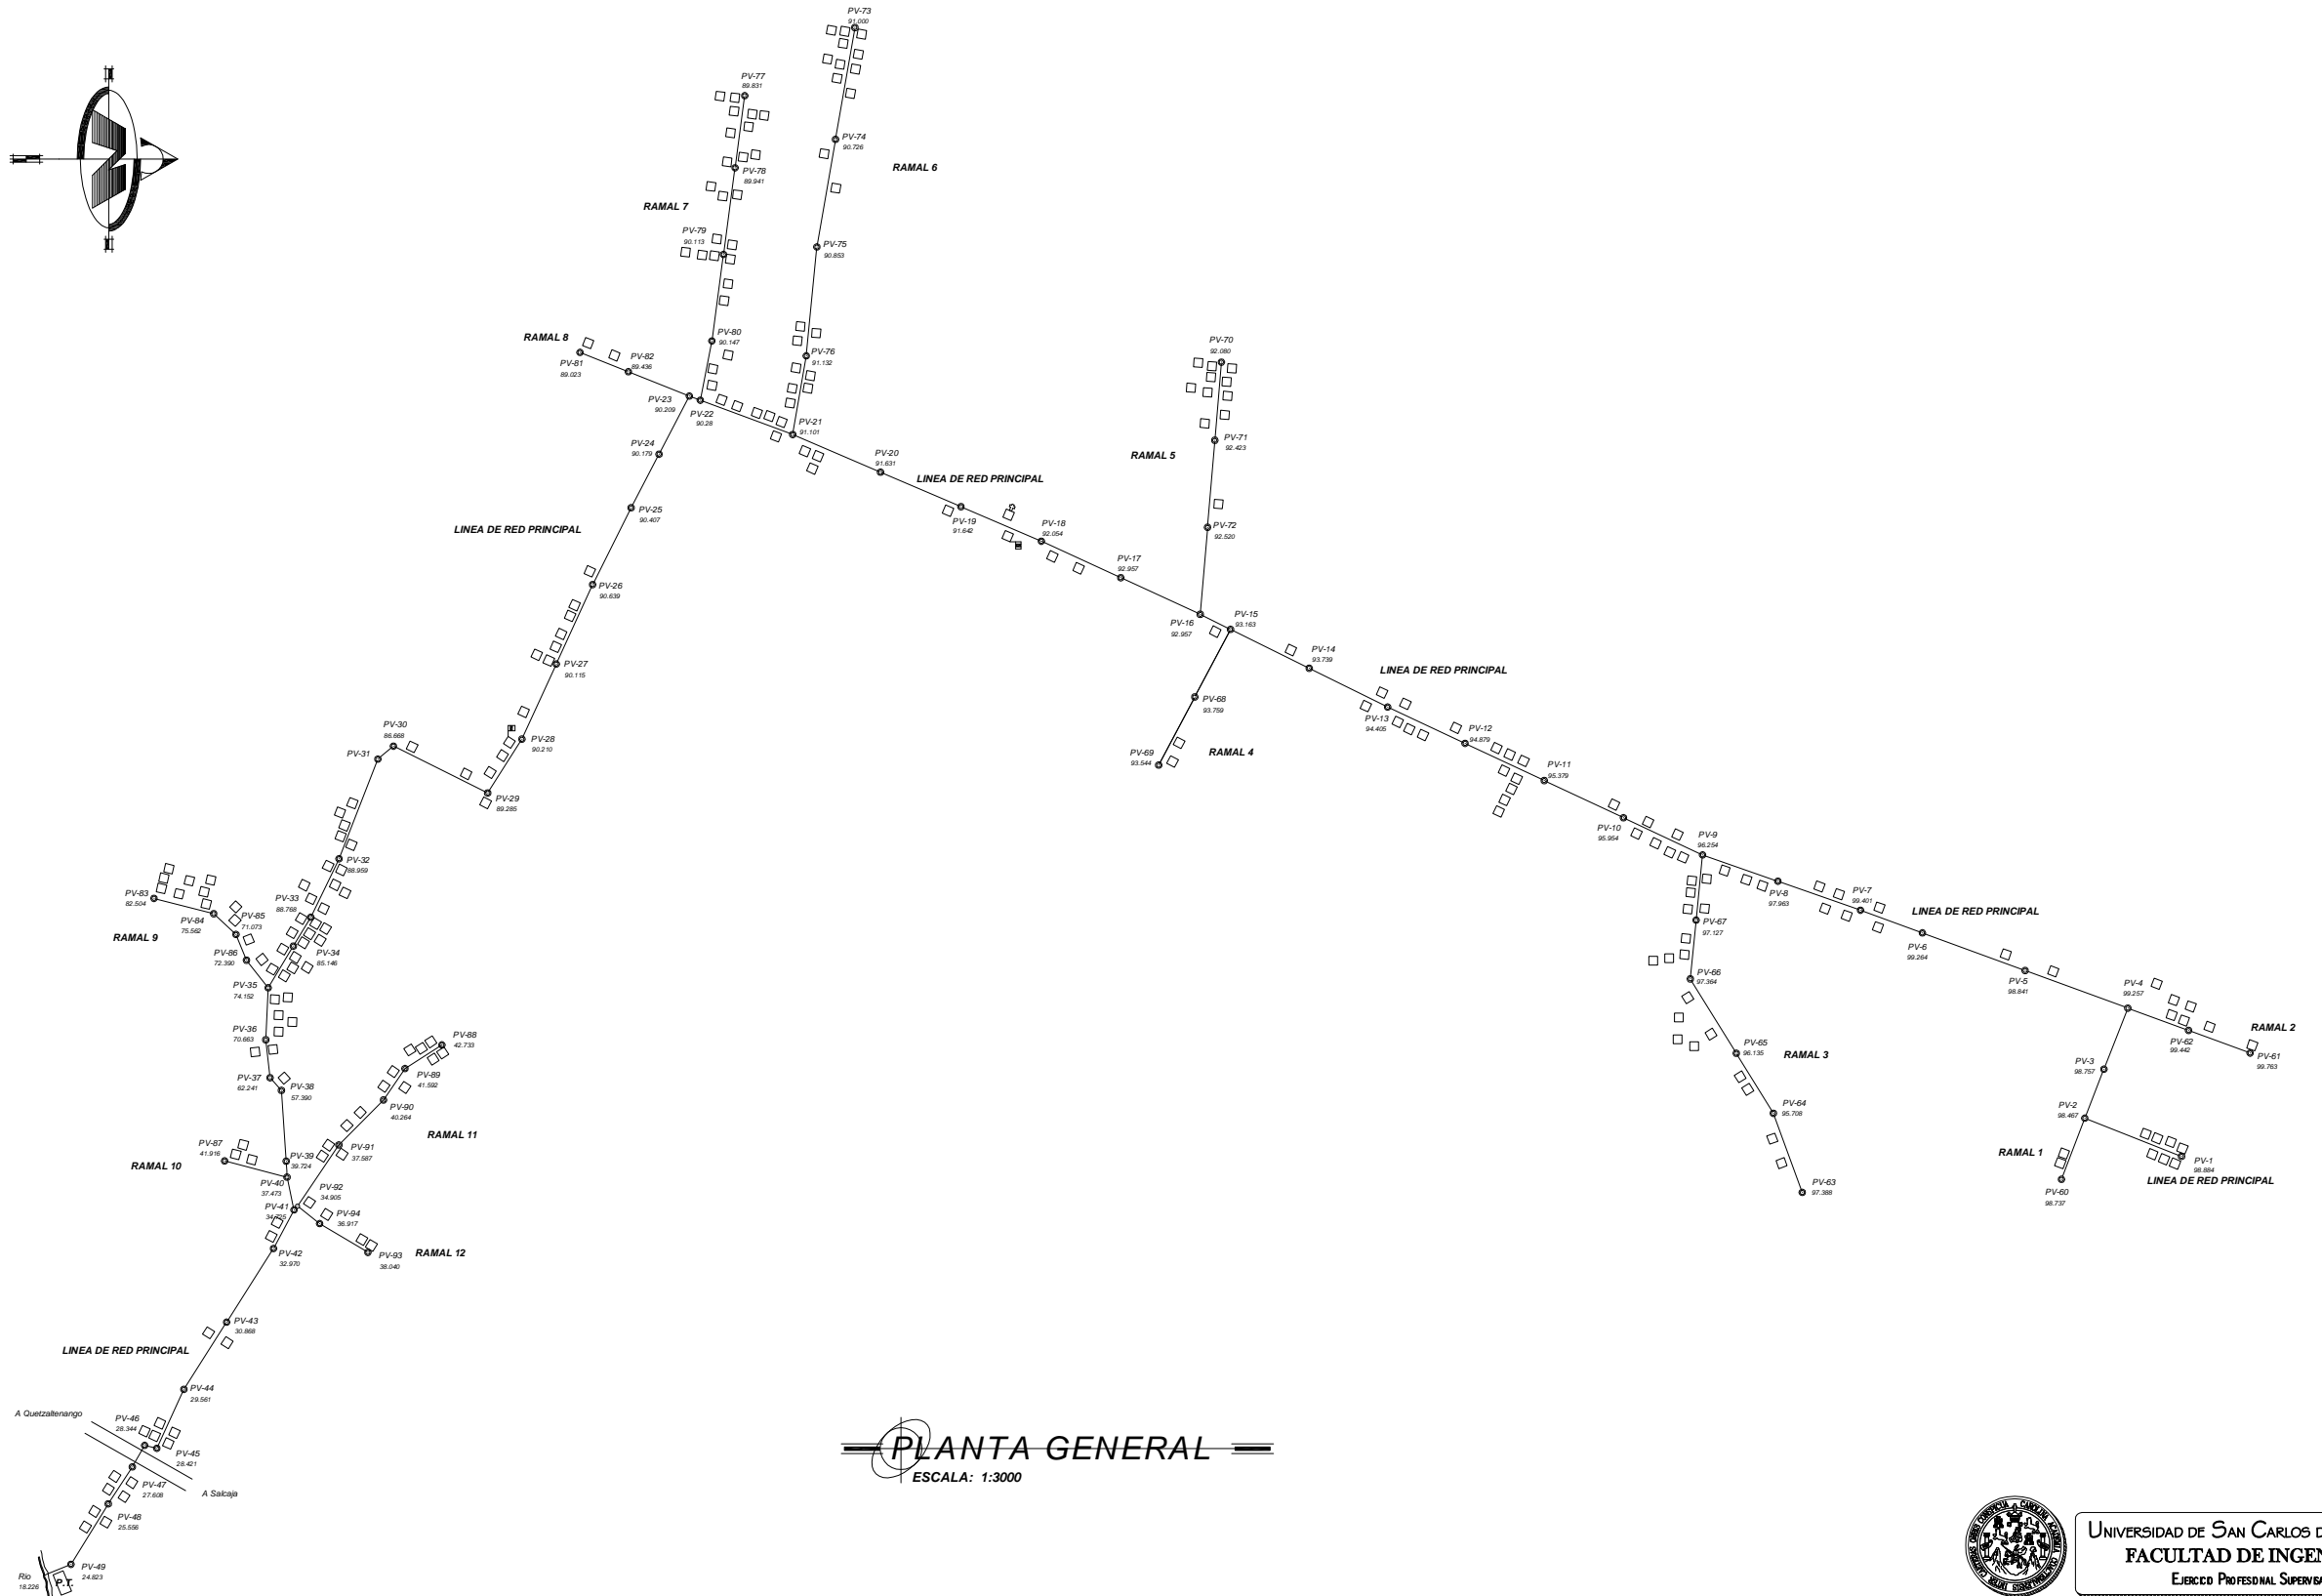 PV-73
91.000
PV-77
89.831
PV-74
90.726
RAMAL 6
PV-78
89.941
RAMAL 7
PV-79
90.113
PV-75
90.853
PV-80
90.147
RAMAL 8
PV-81
89.023
PV-82
89.436
PV-76
91.132
PV-70
92.080
PV-23
90.209
PV-22
90.28
PV-21
91.101
PV-24
90.179
PV-71
92.423
RAMAL 5
PV-20
91.631
LINEA DE RED PRINCIPAL
PV-25
90.407
LINEA DE RED PRINCIPAL
PV-19
91.642
PV-18
92.054
PV-72
92.520
PV-17
92.957
PV-26
90.639
PV-16
92.957
PV-15
93.163
PV-14
93.739
LINEA DE RED PRINCIPAL
PV-27
90.115
PV-68
93.759
PV-13
94.405
PV-12
94.879
PV-30
86.668
PV-28
90.210
PV-31
PV-69
93.544
RAMAL 4
PV-11
95.379
PV-29
89.285
PV-10
95.954
PV-9
96.254
PV-32
88.959
PV-8
97.963
PV-7
99.401
LINEA DE RED PRINCIPAL
PV-83
82.504
PV-33
88.768
PV-84
75.562
PV-85
71.073
RAMAL 9
PV-67
97.127
PV-6
99.264
PV-86
72.390
PV-34
85.146
PV-66
97.364
PV-5
98.841
PV-35
74.152
PV-4
99.257
PV-36
70.663
PV-88
42.733
RAMAL 2
PV-62
99.442
PV-61
99.763
PV-65
96.135
RAMAL 3
PV-3
98.757
PV-37
62.241
PV-38
57.390
PV-89
41.592
PV-90
40.264
PV-64
95.708
PV-2
98.467
RAMAL 11
PV-87
41.916
PV-91
37.587
RAMAL 10
PV-39
39.724
RAMAL 1
PV-1
98.884
LINEA DE RED PRINCIPAL
PV-40
37.473
PV-92
34.905
PV-63
97.388
PV-60
98.737
PV-41
34.725
PV-94
36.917
PV-42
32.970
PV-93
38.040
RAMAL 12
PV-43
30.868
LINEA DE RED PRINCIPAL
PV-44
29.561
A Quetzaltenango
PV-46
28.344
PV-45
28.421
PLANTA GENERAL
ESCALA: 1:3000
PV-47
27.608
A Salcaja
PV-48
25.556
PV-49
24.823
Rio
18.226
P.T.
UNIVERSIDAD DE SAN CARLOS D
FACULTAD DE INGEN
EJERCICIO PROFESIONAL SUPERVISA